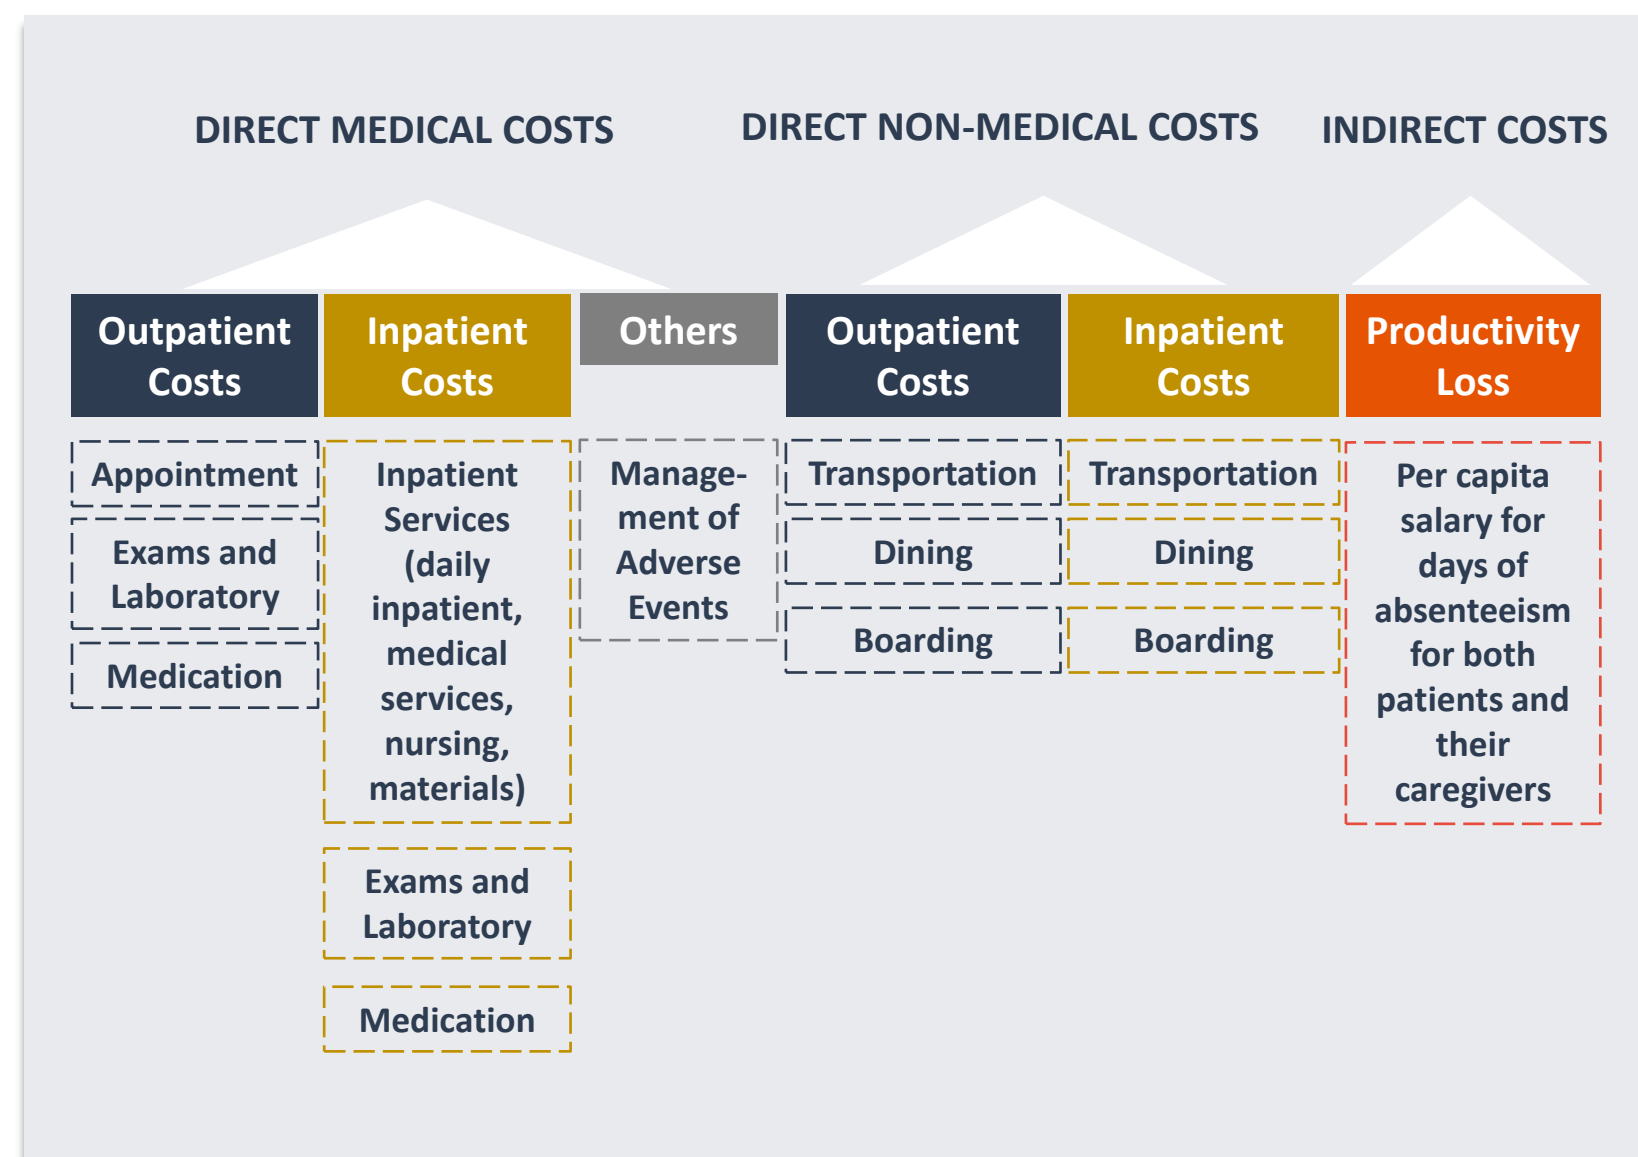 DIRECT MEDICAL COSTS
DIRECT NON-MEDICAL COSTS
INDIRECT COSTS
Outpatient
Costs
Appointment
Exams and
Laboratory
Medication
Inpatient
Costs
Inpatient
Services
(daily
inpatient,
medical
services,
nursing,
materials)
Exams and
Laboratory
Medication
Others
Manage-
ment of
Adverse
Events
Outpatient
Costs
Transportation
Dining
Boarding
Inpatient
Costs
Transportation
Dining
Boarding
Productivity
Loss
Per capita
salary for
days of
absenteeism
for both
patients and
their
caregivers